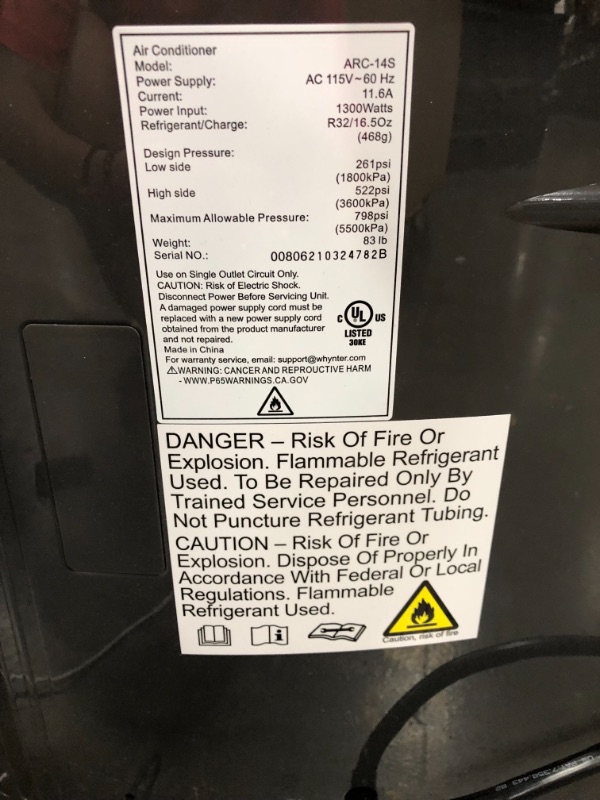 Air Conditioner
Model: ARC-14S
Power Supply: AC 115V~60 Hz
Current: 11.6A
Power Input: 1300Watts
Refrigerant/Charge: R32/16.5Oz
(468g)
Design Pressure:
Low side 261psi
(1800kPa)
High side 522psi
(3600kPa)
Maximum Allowable Pressure: 798psi
(5500kPa)
Weight: 83 lb
Serial NO.: 00806210324782B
Use on Single Outlet Circuit Only.
CAUTION: Risk of Electric Shock.
Disconnect Power Before Servicing Unit.
A damaged power supply cord must be
replaced with a new power supply cord
obtained from the product manufacturer
and not repaired.
C UL US
LISTED
30KE
Made in China
For warranty service, email: support@whynter.com
⚠WARNING: CANCER AND REPROUCTIVE HARM
- WWW.P65WARNINGS.CA.GOV
DANGER – Risk Of Fire Or
Explosion. Flammable Refrigerant
Used. To Be Repaired Only By
Trained Service Personnel. Do
Not Puncture Refrigerant Tubing.
CAUTION – Risk Of Fire Or
Explosion. Dispose Of Properly In
Accordance With Federal Or Local
Regulations. Flammable
Refrigerant Used.
Caution, risk of fire